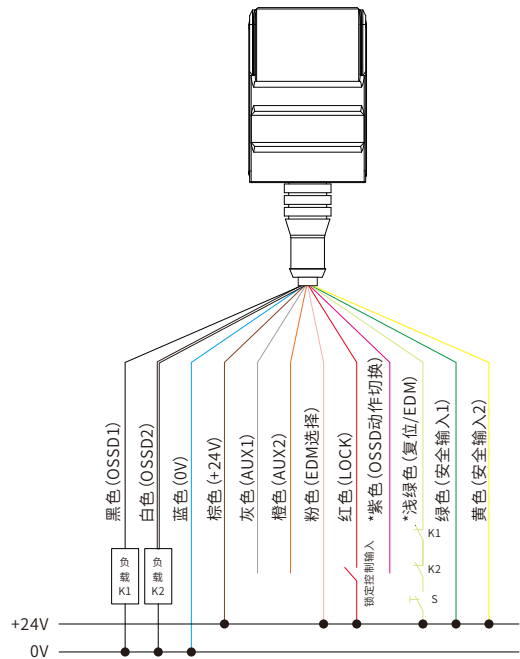 黑色(OSSD1)
白色(OSSD2)
蓝色(0V)
棕色(+24V)
灰色(AUX1)
橙色(AUX2)
粉色(EDM选择)
红色(LOCK)
*紫色(OSSD动作切换)
*浅绿色(复位/EDM)
绿色(安全输入1)
黄色(安全输入2)
负
载
K1
负
载
K2
锁定控制输入
K1
K2
S
+24V
0V